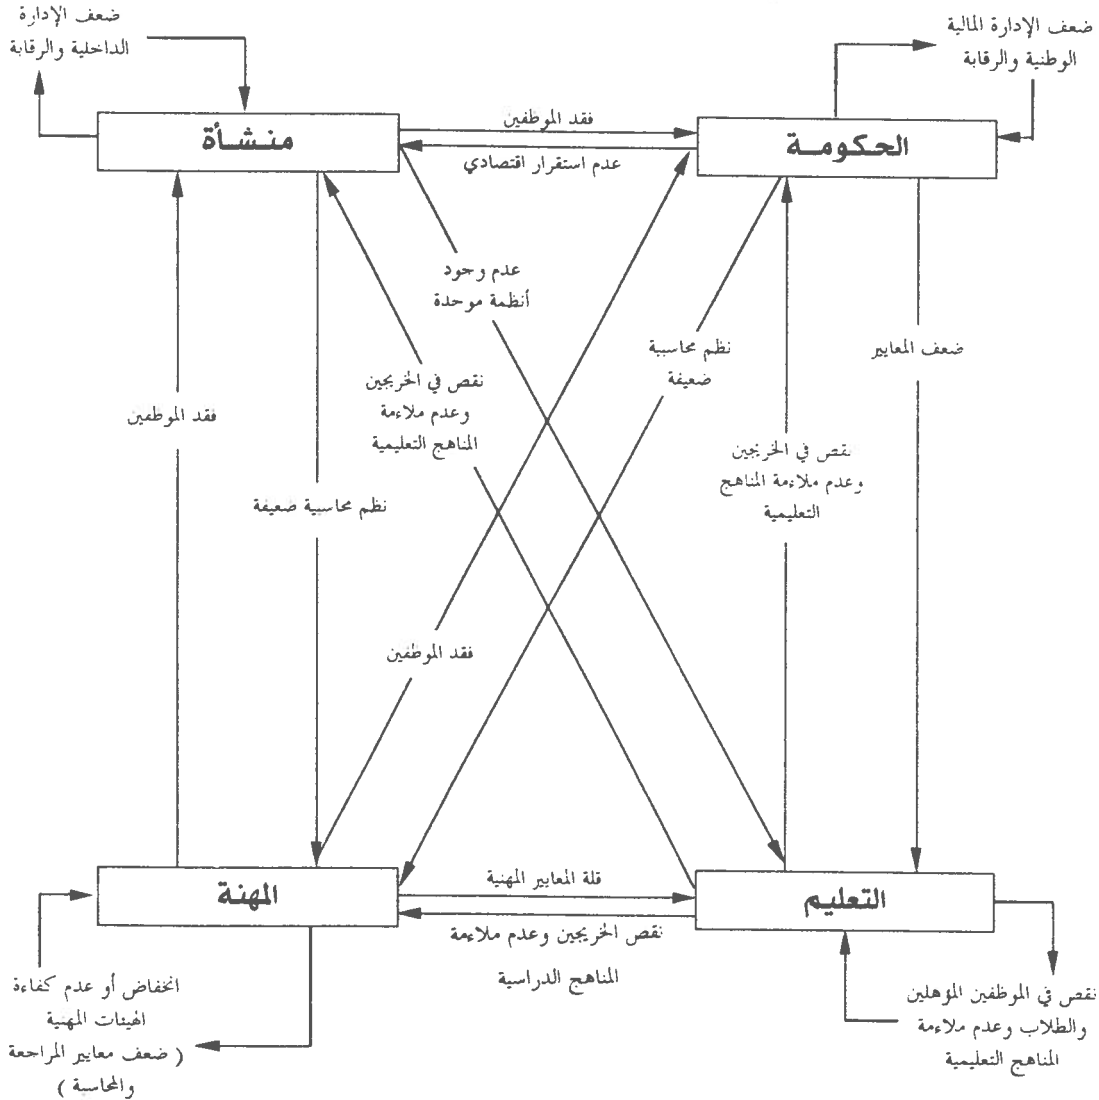 ضعف الإدارة المالية
الوطنية والرقابة
ضعف الإدارة
الداخلية والرقابة
الحكومة
منشأة
فقد الموظفين
عدم استقرار اقتصادي
عدم وجود
أنظمة موحدة
ضعف المعايير
نظم محاسبية
ضعيفة
نقص في الخريجين
وعدم ملاءمة
المناهج التعليمية
فقد الموظفين
نقص في الخريجين
وعدم ملاءمة المناهج
التعليمية
نظم محاسبية ضعيفة
فقد الموظفين
التعليم
المهنة
قلة المعايير المهنية
نقص الخريجين وعدم ملاءمة
المناهج الدراسية
نقص في الموظفين المؤهلين
والطلاب وعدم ملاءمة
المناهج التعليمية
انخفاض أو عدم كفاءة
الهيئات المهنية
( ضعف معايير المراجعة
والمحاسبة )